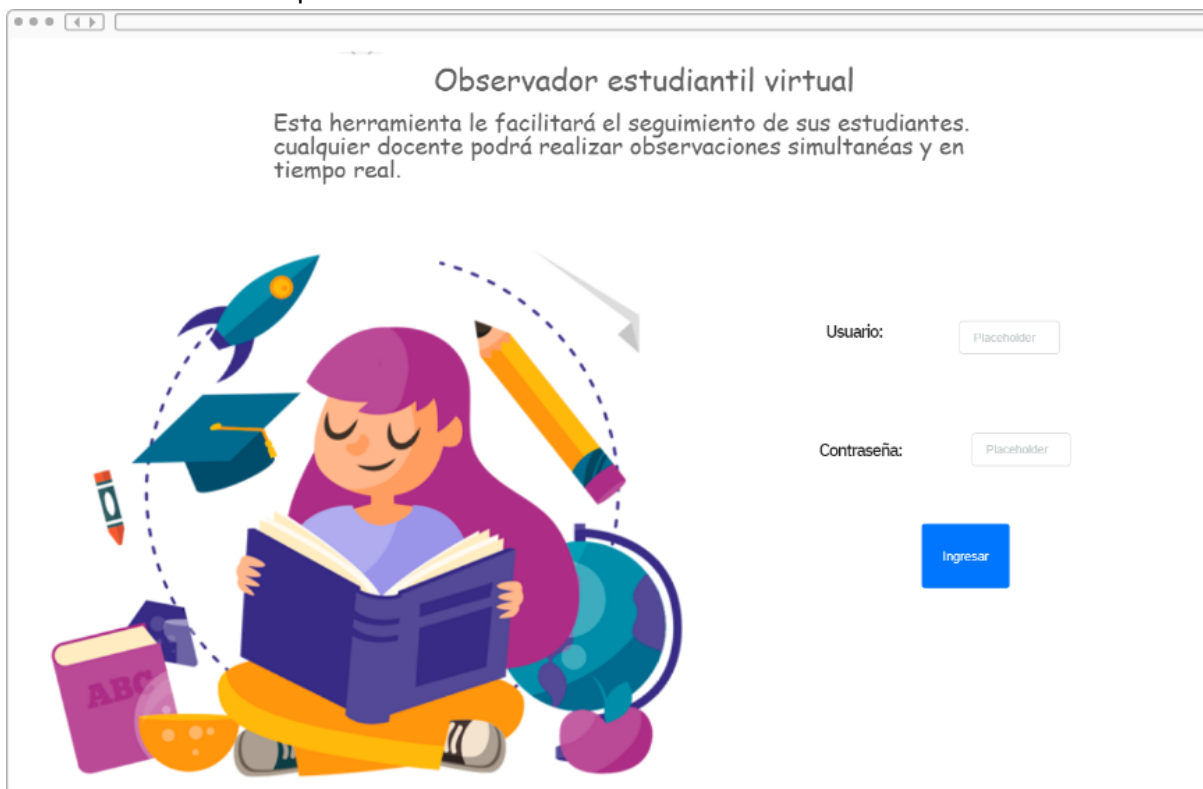 Observador estudiantil virtual
Esta herramienta le facilitará el seguimiento de sus estudiantes.
cualquier docente podrá realizar observaciones simultanéas y en
tiempo real.
Usuario:
Placeholder
Contraseña:
Placeholder
Ingresar
ABC